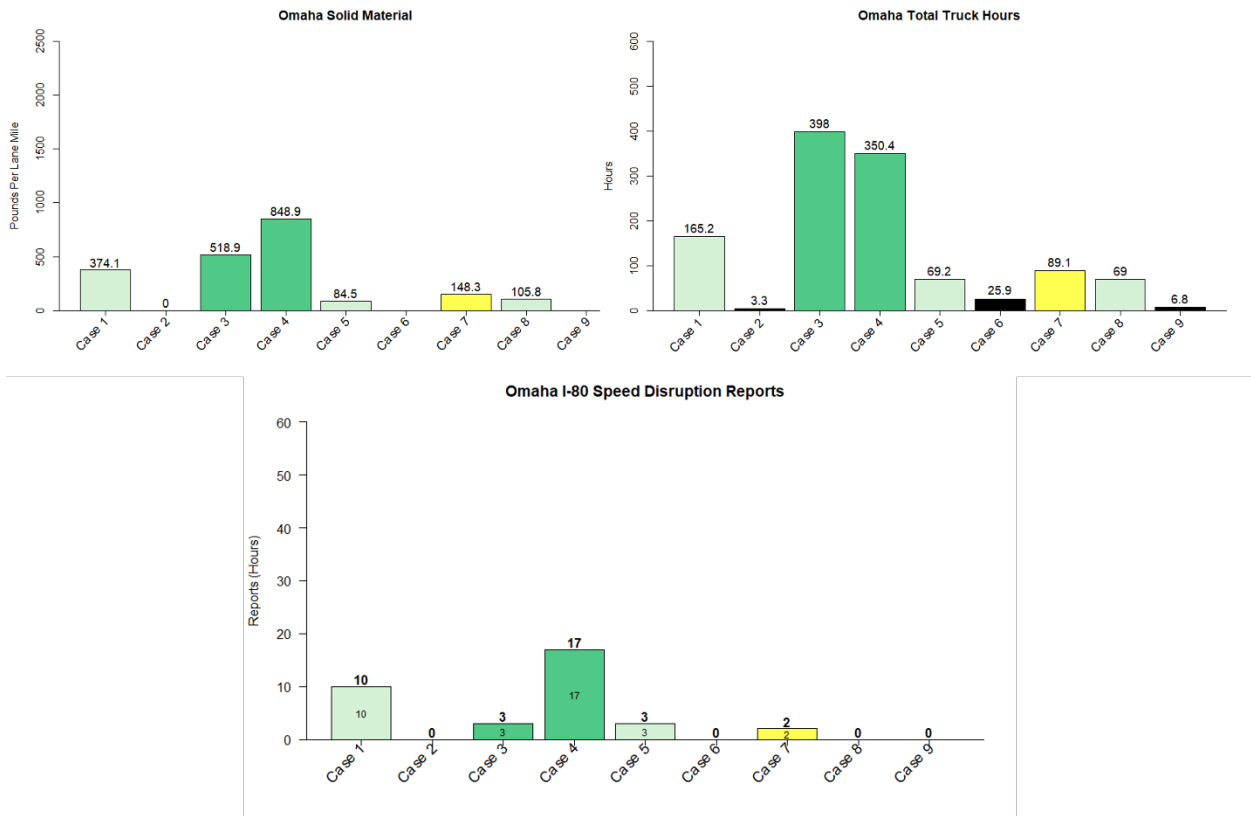 Omaha Solid Material
Pounds Per Lane Mile
2500
2000
1500
1000
500
0
374.1
0
518.9
848.9
84.5
148.3
105.8
Case 1
Case 2
Case 3
Case 4
Case 5
Case 6
Case 7
Case 8
Case 9
Omaha Total Truck Hours
Hours
600
500
400
300
200
100
0
165.2
3.3
398
350.4
69.2
25.9
89.1
69
6.8
Case 1
Case 2
Case 3
Case 4
Case 5
Case 6
Case 7
Case 8
Case 9
Omaha I-80 Speed Disruption Reports
Reports (Hours)
60
50
40
30
20
10
0
10
10
0
3
3
17
17
3
3
0
2
2
0
0
Case 1
Case 2
Case 3
Case 4
Case 5
Case 6
Case 7
Case 8
Case 9